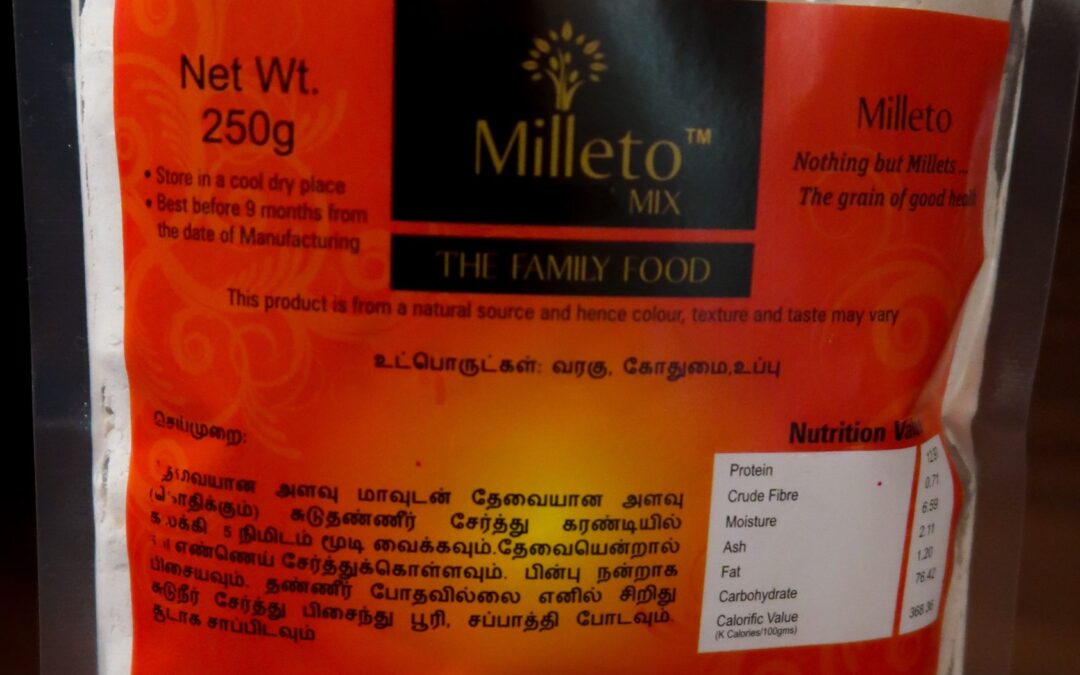 Net Wt.
250g
• Store in a cool dry place
• Best before 9 months from
the date of Manufacturing
Milleto™
MIX
THE FAMILY FOOD
Milleto
Nothing but Millets ...
The grain of good
This product is from a natural source and hence colour, texture and taste may vary
உட்பொருட்கள்: வரகு, கோதுமை,உப்பு
செய்முறை:
தேவையான அளவு மாவுடன் தேவையான அளவு
(கொதிக்கும்) சுடுதண்ணீர் சேர்த்து கரண்டியில்
கலக்கி 5 நிமிடம் மூடி வைக்கவும்.தேவையென்றால்
எண்ணெய் சேர்த்துக்கொள்ளவும். பின்பு நன்றாக
பிசையவும். தண்ணீர் போதவில்லை எனில் சிறிது
சுடுநீர் சேர்த்து பிசைந்து பூரி, சப்பாத்தி போடவும்.
சூடாக சாப்பிடவும்
Nutrition
Protein
Crude Fibre 0.71
Moisture 6.59
Ash 2.11
Fat 1.20
Carbohydrate 76.42
Calorific Value 368.36
(K Calories/100gms)